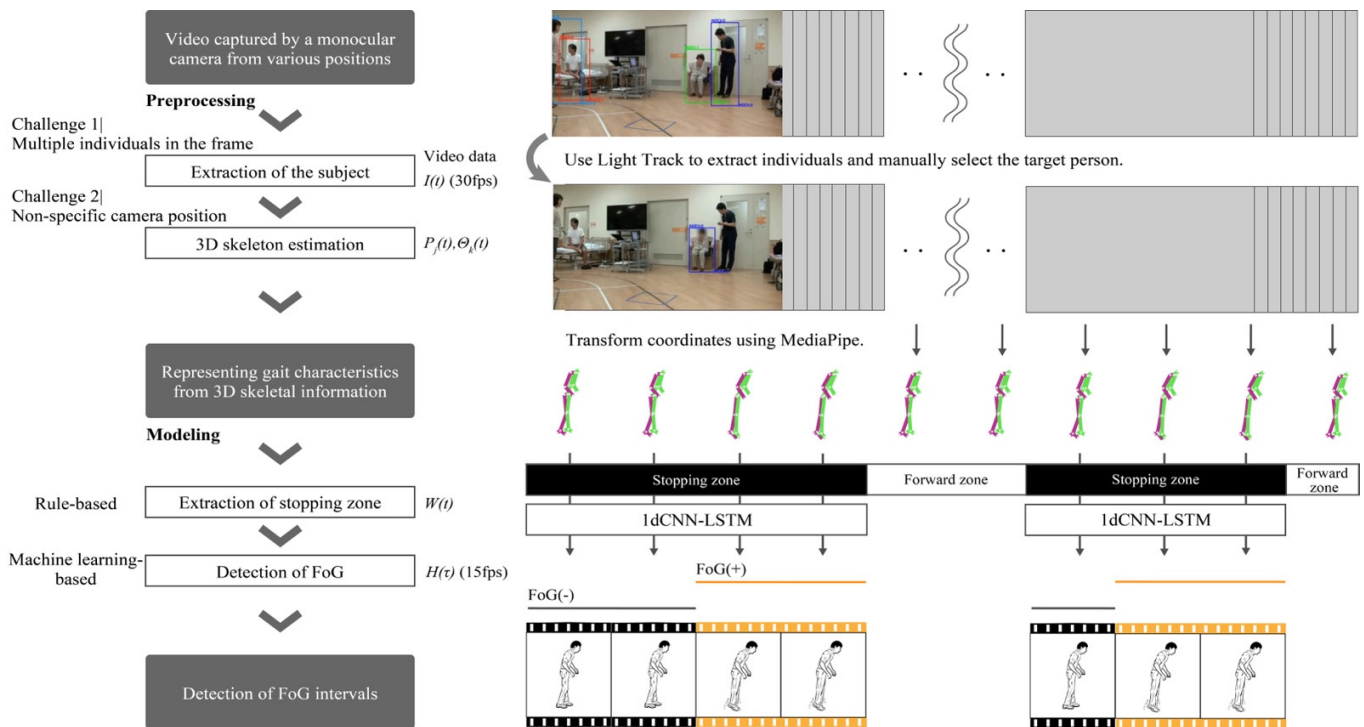 Video captured by a monocular
camera from various positions
Preprocessing
Challenge 1|
Multiple individuals in the frame
Extraction of the subject
Video data
I(t) (30fps)
Challenge 2|
Non-specific camera position
3D skeleton estimation
P_j(t),Θ_k(t)
Representing gait characteristics
from 3D skeletal information
Modeling
Rule-based
Extraction of stopping zone
W(t)
Machine learning-
based
Detection of FoG
H(τ) (15fps)
Detection of FoG intervals
. .
. .
Use Light Track to extract individuals and manually select the target person.
. .
. .
Transform coordinates using MediaPipe.
Stopping zone
Forward zone
Stopping zone
Forward
zone
1dCNN-LSTM
1dCNN-LSTM
FoG(+)
FoG(-)